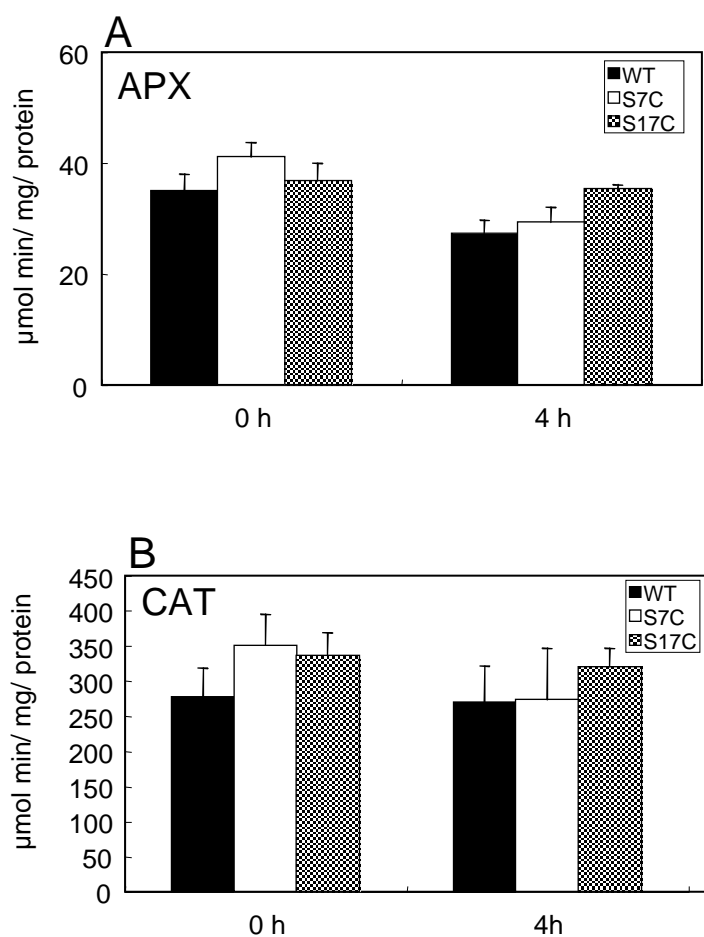 A
60
APX
WT
S7C
S17C
40
20
0
µmol min/ mg/ protein
0 h
4 h
B
450
CAT
WT
S7C
S17C
400
350
300
250
200
150
100
50
0
µmol min/ mg/ protein
0 h
4h